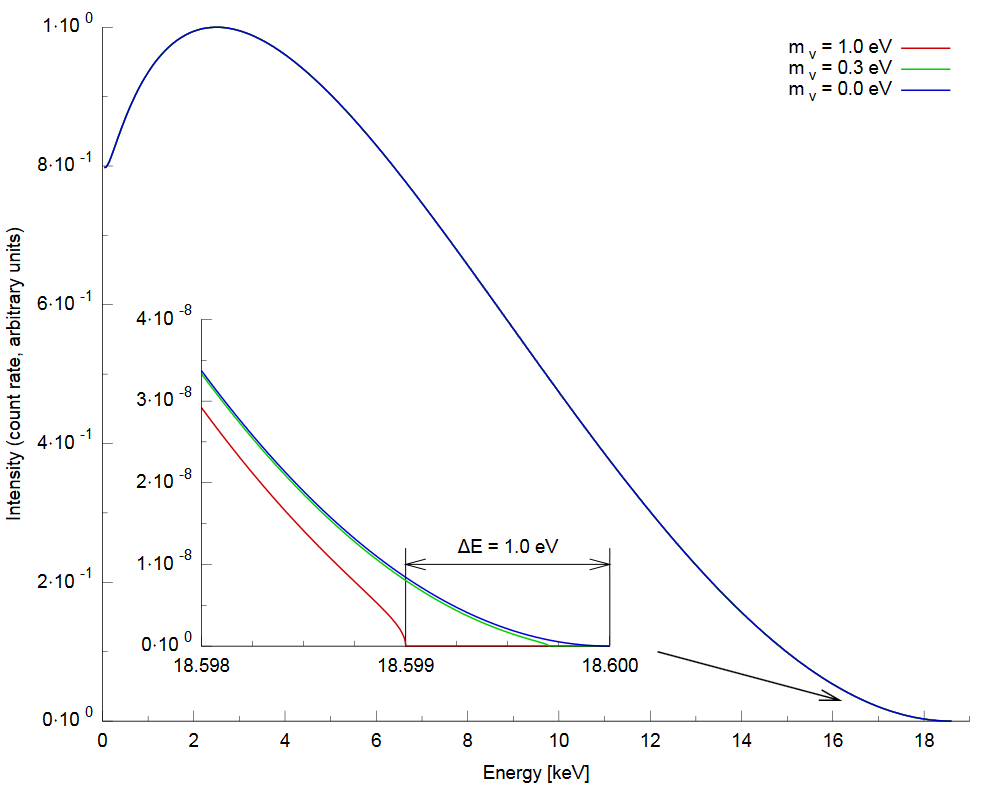 1·10 0
8·10 -1
6·10 -1
4·10 -1
2·10 -1
0·10 0
Intensity (count rate, arbitrary units)
m ν = 1.0 eV
m ν = 0.3 eV
m ν = 0.0 eV
4·10 -8
3·10 -8
2·10 -8
1·10 -8
0·10 0
ΔE = 1.0 eV
18.598 18.599 18.600
0 2 4 6 8 10 12 14 16 18
Energy [keV]